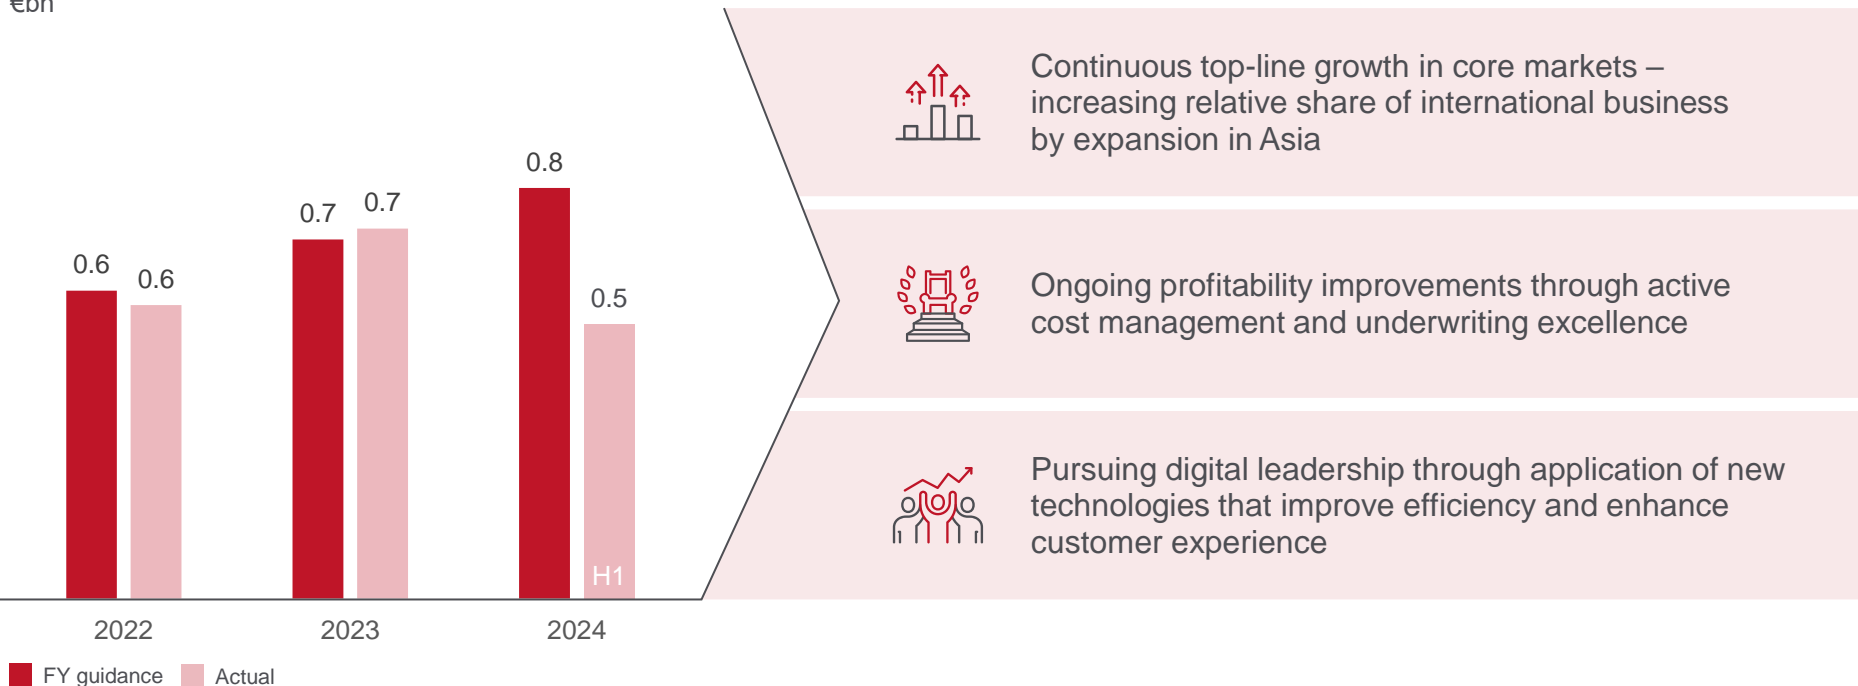 €bn
0.6
0.6
0.7
0.7
0.8
0.5
H1
2022
2023
2024
FY guidance
Actual
Continuous top-line growth in core markets –
increasing relative share of international business
by expansion in Asia
Ongoing profitability improvements through active
cost management and underwriting excellence
Pursuing digital leadership through application of new
technologies that improve efficiency and enhance
customer experience